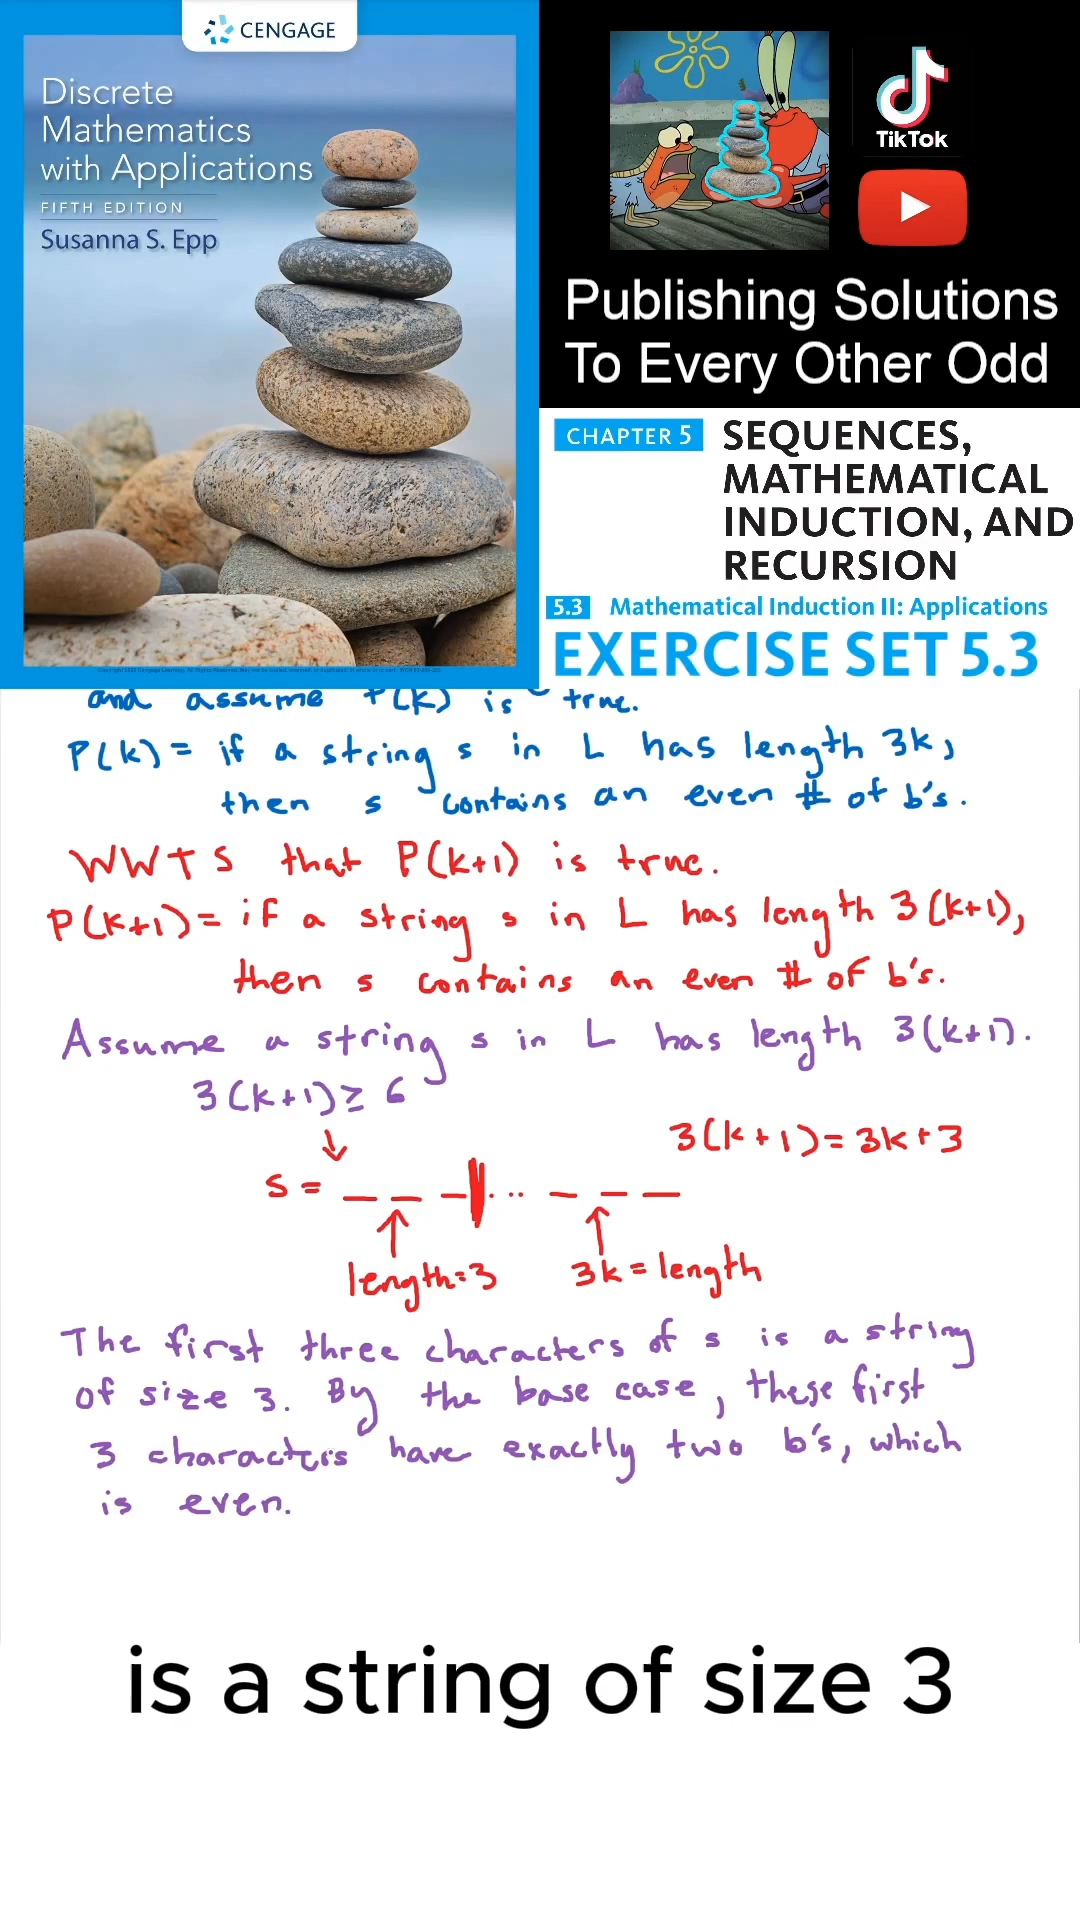 CENGAGE
Discrete
Mathematics
with Applications
FIFTH EDITION
Susanna S. Epp
TikTok
Publishing Solutions
To Every Other Odd
CHAPTER 5 SEQUENCES,
MATHEMATICAL
INDUCTION, AND
RECURSION
5.3 Mathematical Induction II: Applications
EXERCISE SET 5.3
and assume P(k) is true.
P(k) = if a string s in L has length 3k,
then s contains an even # of b's.
WWTS that P(k+1) is true.
P(k+1) = if a string s in L has length 3(k+1),
then s contains an even # of b's.
Assume a string s in L has length 3(k+1).
3(k+1) ≥ 6
3(k+1) = 3k+3
s = _ _ _ | ... _ _ _
length = 3 3k = length
The first three characters of s is a string
of size 3. By the base case, these first
3 characters have exactly two b's, which
is even.
is a string of size 3